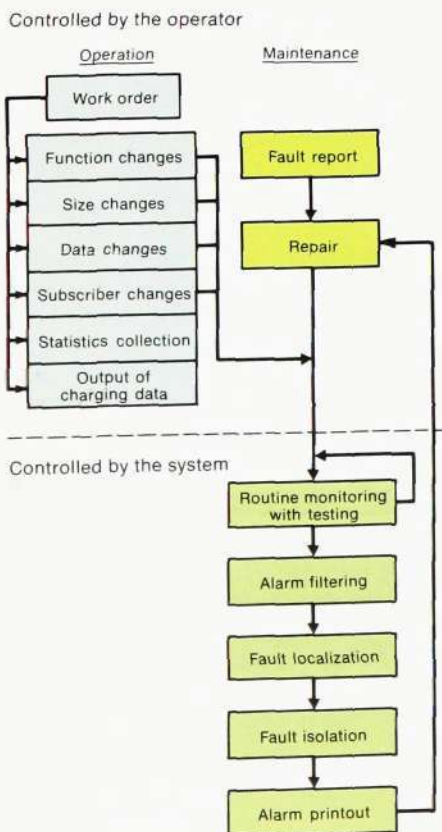 Controlled by the operator
Operation
Maintenance
Work order
Function changes
Size changes
Data changes
Subscriber changes
Statistics collection
Output of
charging data
Fault report
Repair
Controlled by the system
Routine monitoring
with testing
Alarm filtering
Fault localization
Fault isolation
Alarm printout